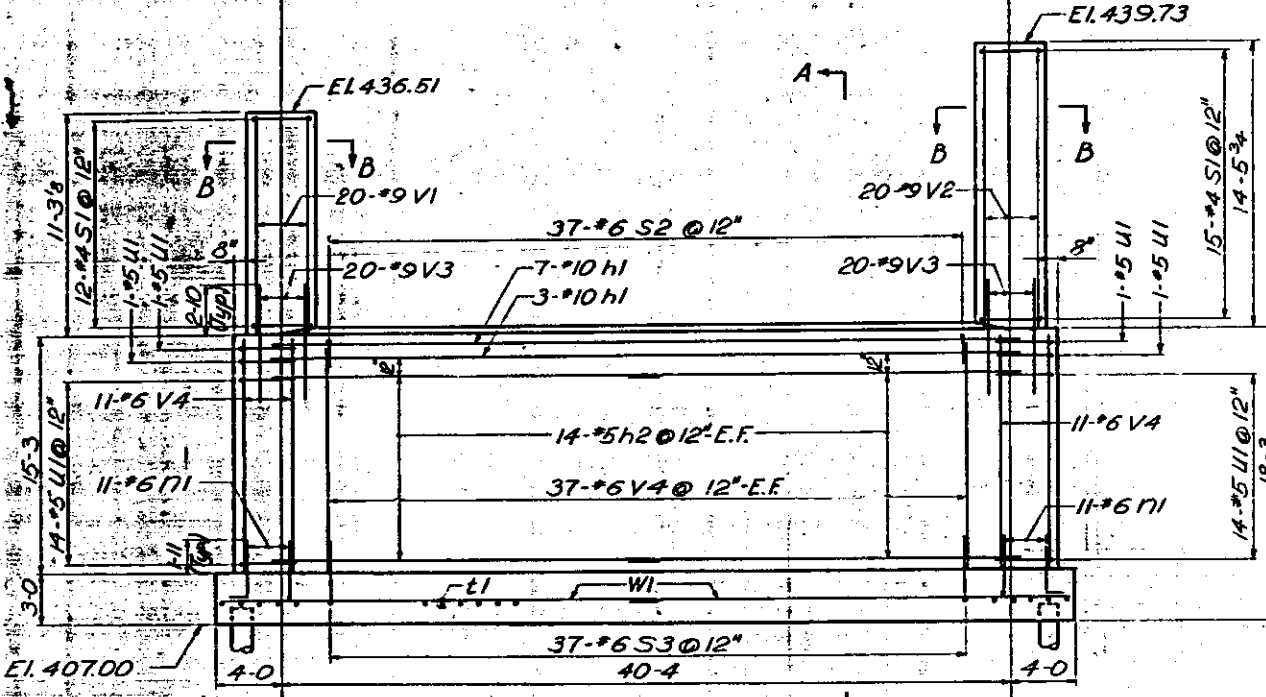 El. 439.73
A
El. 436.51
B
B
B
B
11-3⅛
12-#4 S1 @ 12"
20-#9 V1
20-#9 V2
15-#4 S1 @ 12"
14-5¾
37-#6 S2 @ 12"
1-#5 U1
1-#5 U1
8"
20-#9 V3
7-#10 h1
20-#9 V3
8"
1-#5 U1
1-#5 U1
2-10
(Typ)
3-#10 h1
12"
12"
11-#6 V4
15-3
14-#5 U1 @ 12"
14-#5 h2 @ 12"-E.F.
11-#6 V4
14-#5 U1 @ 12"
11-#6 n1
37-#6 V4 @ 12"-E.F.
11-#6 n1
1-11
(Typ)
3-0
t1
W1
37-#6 S3 @ 12"
El. 407.00
4-0
40-4
4-0